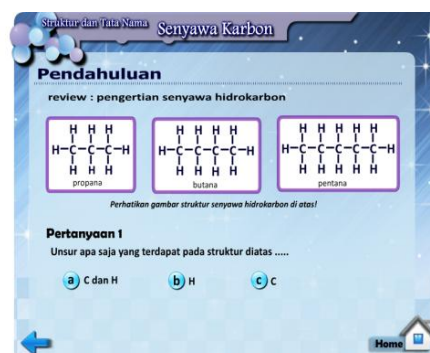 Struktur dan Tata Nama Senyawa Karbon
Pendahuluan
review : pengertian senyawa hidrokarbon
H H H
H-C-C-C-H
H H H
propana
H H H H
H-C-C-C-C-H
H H H H
butana
H H H H H
H-C-C-C-C-C-H
H H H H H
pentana
Perhatikan gambar struktur senyawa hidrokarbon di atas!
Pertanyaan 1
Unsur apa saja yang terdapat pada struktur diatas .....
a C dan H b H c C
Home